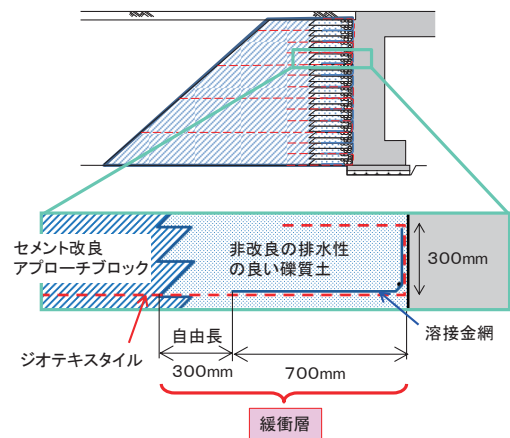 セメント改良
アプローチブロック
非改良の排水性
の良い礫質土
300mm
自由長
溶接金網
ジオテキスタイル
300mm
700mm
緩衝層